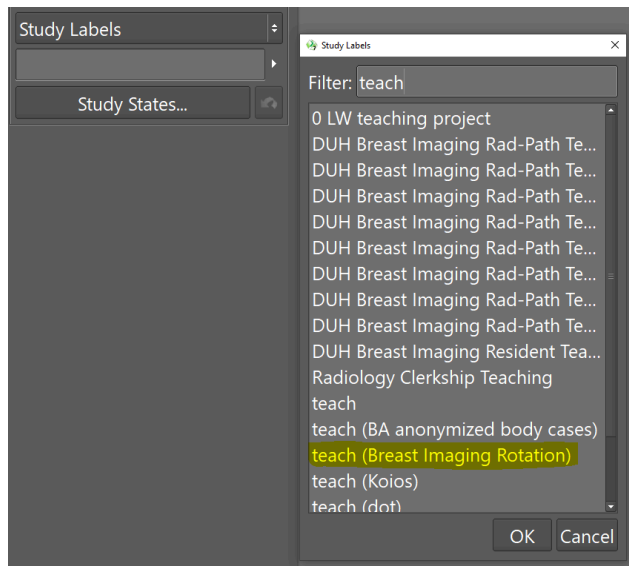 Study Labels
Study States...
Study Labels
Filter: teach
0 LW teaching project
DUH Breast Imaging Rad-Path Te...
DUH Breast Imaging Rad-Path Te...
DUH Breast Imaging Rad-Path Te...
DUH Breast Imaging Rad-Path Te...
DUH Breast Imaging Rad-Path Te...
DUH Breast Imaging Rad-Path Te...
DUH Breast Imaging Rad-Path Te...
DUH Breast Imaging Rad-Path Te...
DUH Breast Imaging Resident Tea...
Radiology Clerkship Teaching
teach
teach (BA anonymized body cases)
teach (Breast Imaging Rotation)
teach (Koios)
teach (dot)
OK Cancel